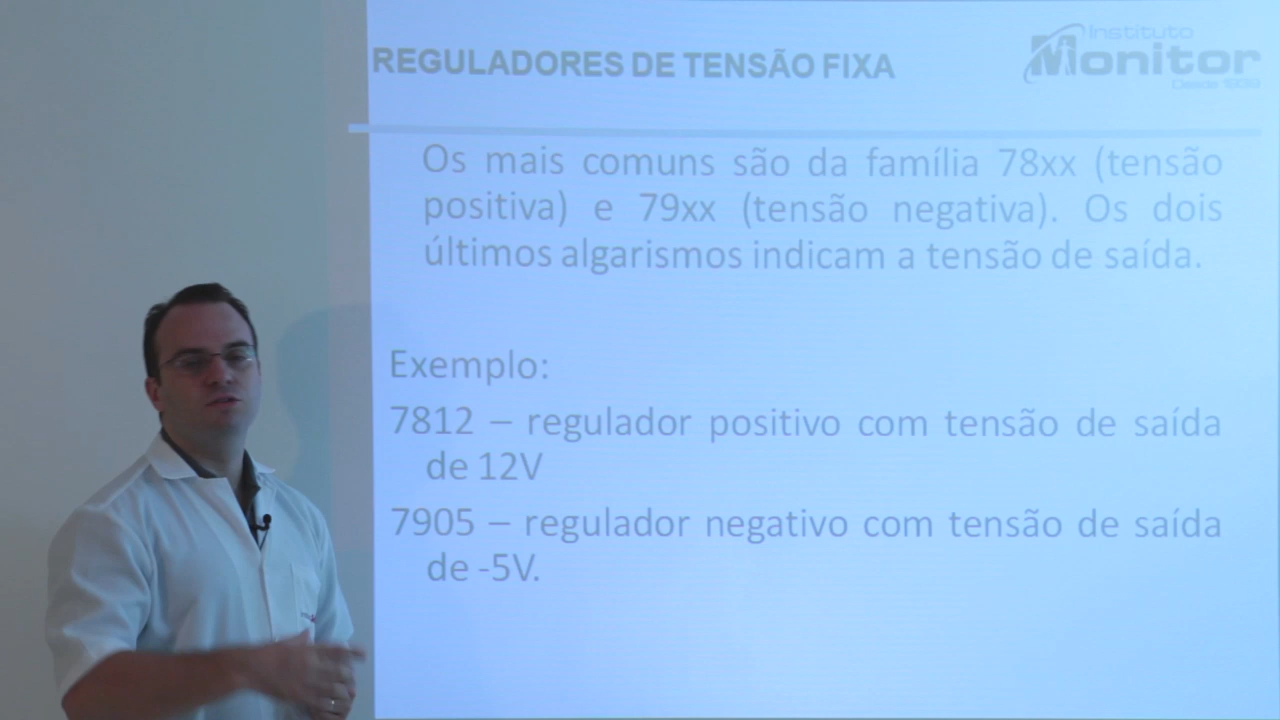 REGULADORES DE TENSÃO FIXA
Instituto
Monitor
Desde 1939
Os mais comuns são da família 78xx (tensão
positiva) e 79xx (tensão negativa). Os dois
últimos algarismos indicam a tensão de saída.
Exemplo:
7812 – regulador positivo com tensão de saída
de 12V
7905 – regulador negativo com tensão de saída
de -5V.